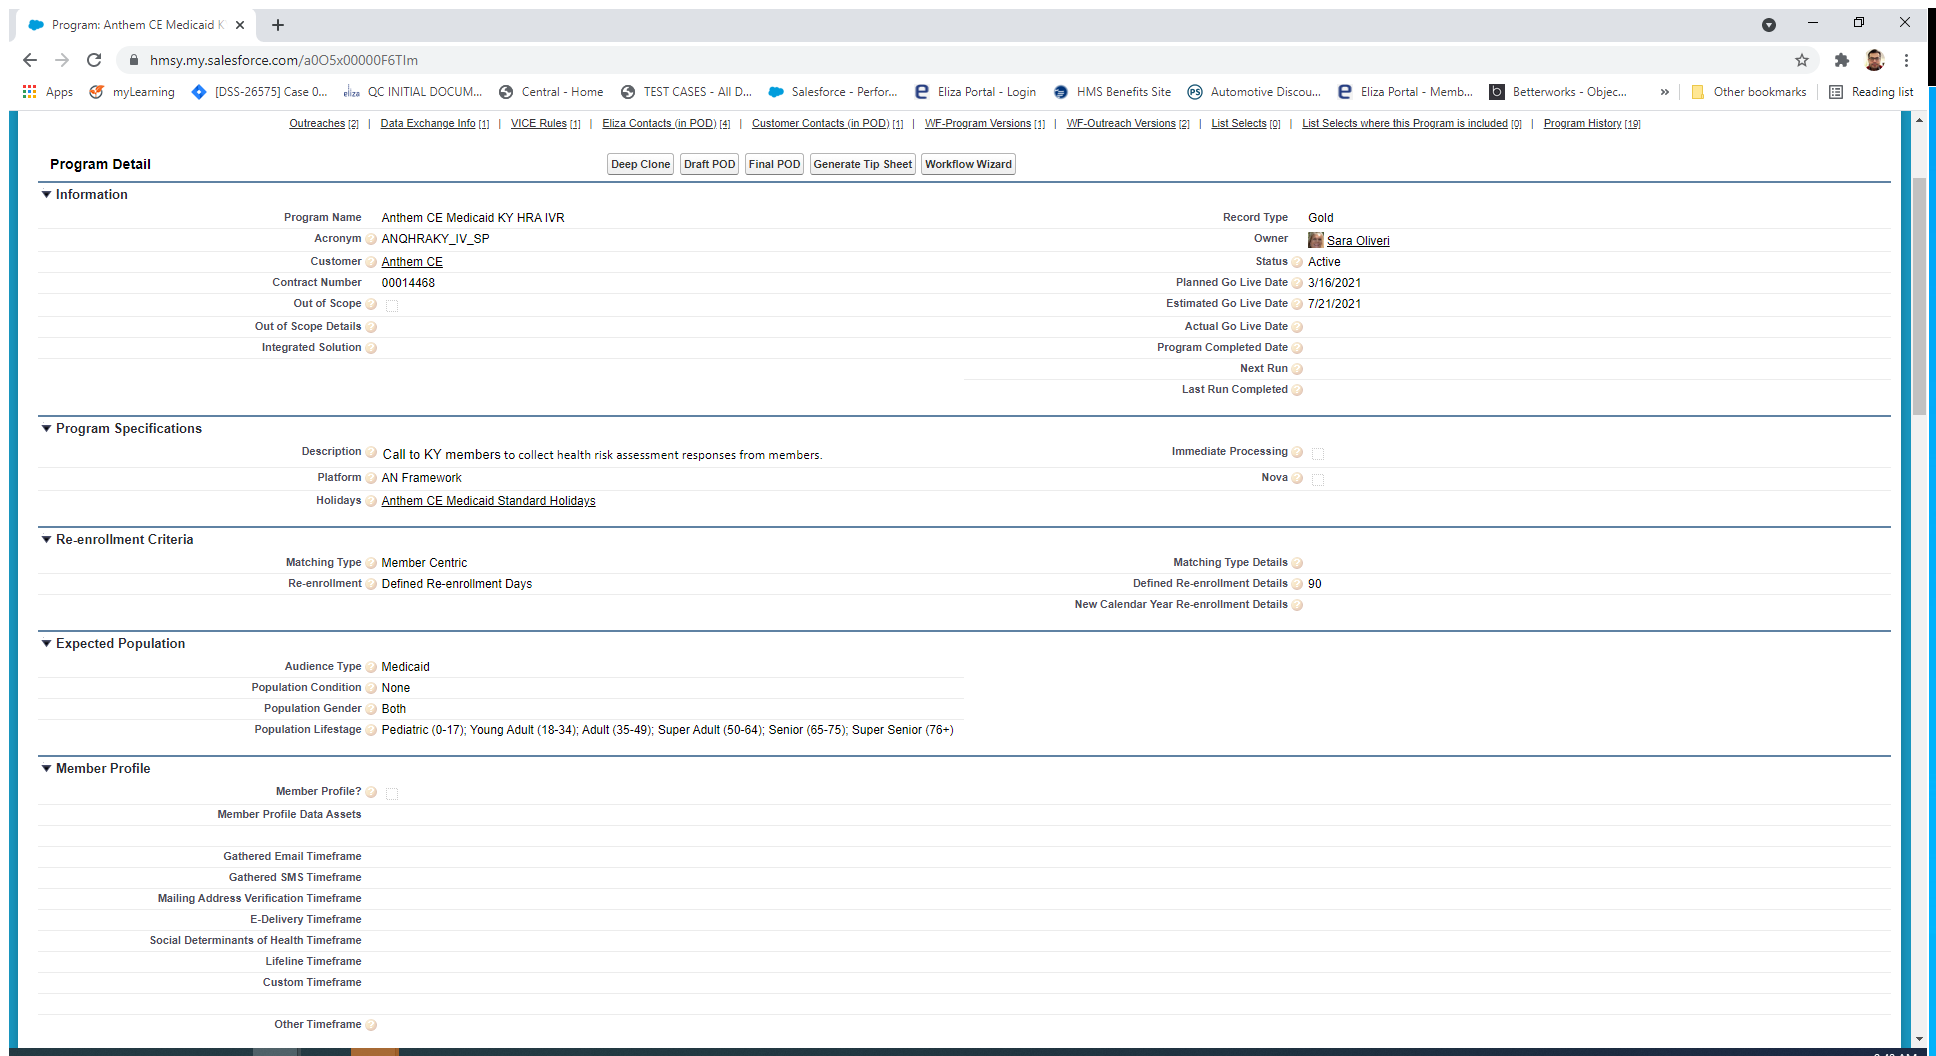 Program: Anthem CE Medicaid K
hmsy.my.salesforce.com/a0O5x00000F6TIm
Apps myLearning [DSS-26575] Case 0... eliza QC INITIAL DOCUM... Central - Home TEST CASES - All D... Salesforce - Perfor... Eliza Portal - Login HMS Benefits Site PS Automotive Discou... Eliza Portal - Memb... b Betterworks - Objec... » Other bookmarks Reading list
Outreaches [2] | Data Exchange Info [1] | VICE Rules [1] | Eliza Contacts (in POD) [4] | Customer Contacts (in POD) [1] | WF-Program Versions [1] | WF-Outreach Versions [2] | List Selects [0] | List Selects where this Program is included [0] | Program History [19]
Program Detail Deep Clone Draft POD Final POD Generate Tip Sheet Workflow Wizard
Information
Program Name Anthem CE Medicaid KY HRA IVR Record Type Gold
Acronym ANQHRAKY_IV_SP Owner Sara Oliveri
Customer Anthem CE Status Active
Contract Number 00014468 Planned Go Live Date 3/16/2021
Out of Scope Estimated Go Live Date 7/21/2021
Out of Scope Details Actual Go Live Date
Integrated Solution Program Completed Date
Next Run
Last Run Completed
Program Specifications
Description Call to KY members to collect health risk assessment responses from members. Immediate Processing
Platform AN Framework Nova
Holidays Anthem CE Medicaid Standard Holidays
Re-enrollment Criteria
Matching Type Member Centric Matching Type Details
Re-enrollment Defined Re-enrollment Days Defined Re-enrollment Details 90
New Calendar Year Re-enrollment Details
Expected Population
Audience Type Medicaid
Population Condition None
Population Gender Both
Population Lifestage Pediatric (0-17); Young Adult (18-34); Adult (35-49); Super Adult (50-64); Senior (65-75); Super Senior (76+)
Member Profile
Member Profile?
Member Profile Data Assets
Gathered Email Timeframe
Gathered SMS Timeframe
Mailing Address Verification Timeframe
E-Delivery Timeframe
Social Determinants of Health Timeframe
Lifeline Timeframe
Custom Timeframe
Other Timeframe